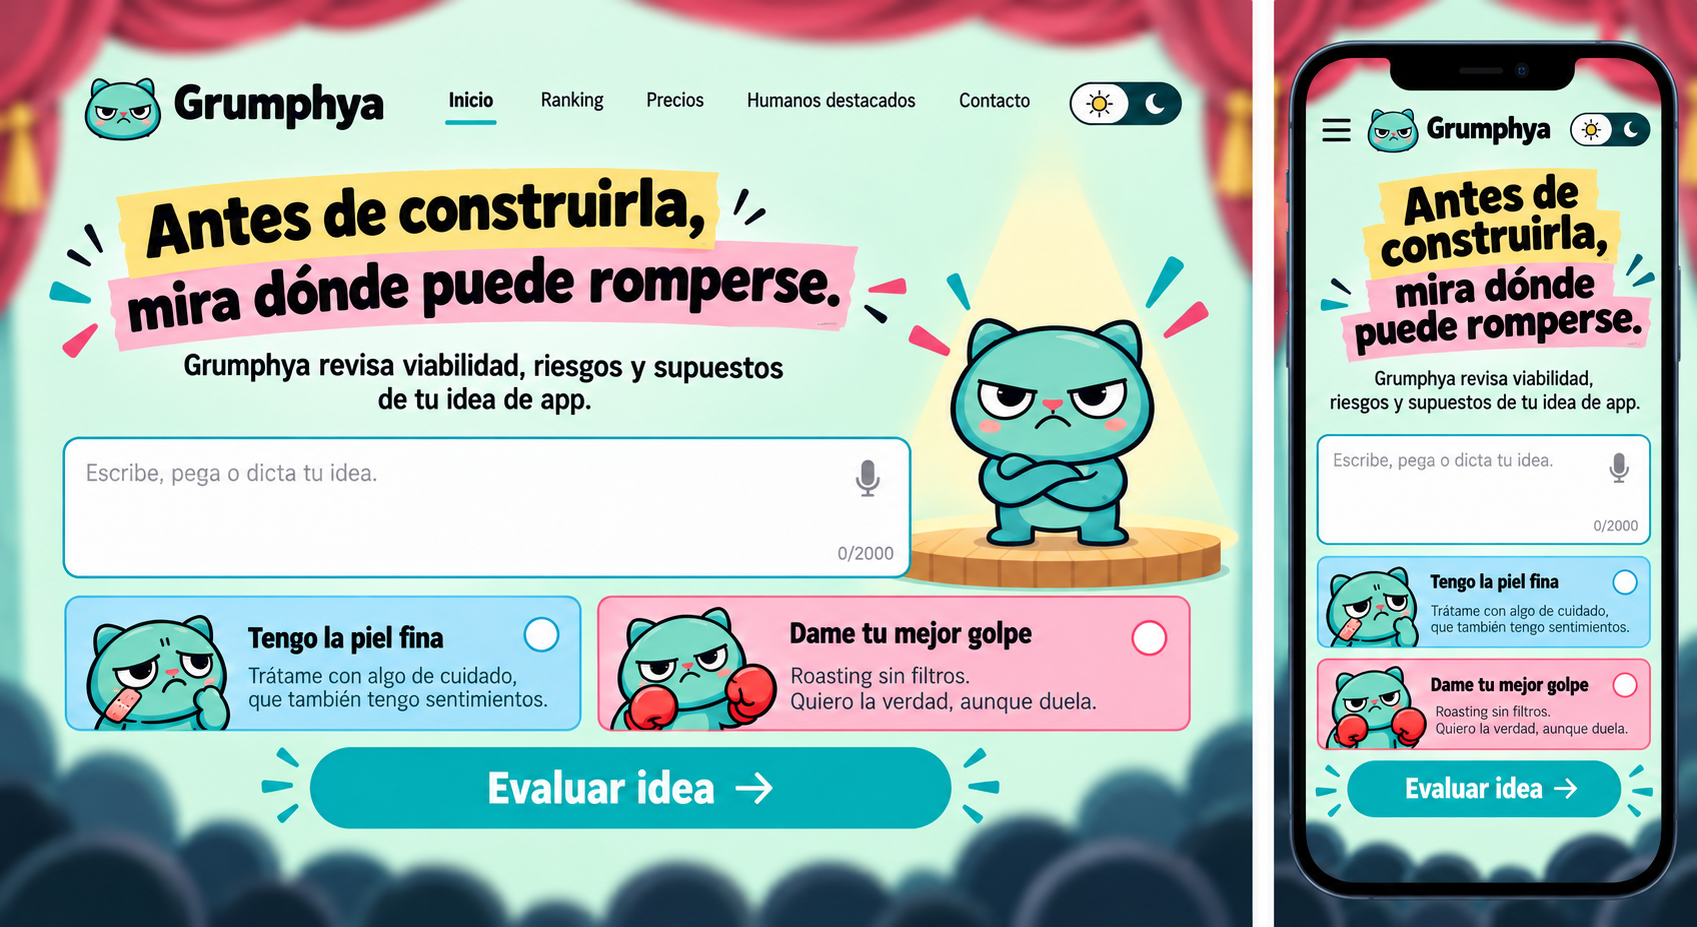 Grumphya
Inicio
Ranking
Precios
Humanos destacados
Contacto
Antes de construirla,
mira dónde puede romperse.
Grumphya revisa viabilidad, riesgos y supuestos
de tu idea de app.
Escribe, pega o dicta tu idea.
0/2000
Tengo la piel fina
Trátame con algo de cuidado,
que también tengo sentimientos.
Dame tu mejor golpe
Roasting sin filtros.
Quiero la verdad, aunque duela.
Evaluar idea →
Grumphya
Antes de
construirla,
mira dónde
puede romperse.
Grumphya revisa viabilidad,
riesgos y supuestos de tu idea de app.
Escribe, pega o dicta tu idea.
0/2000
Tengo la piel fina
Trátame con algo de cuidado,
que también tengo sentimientos.
Dame tu mejor golpe
Roasting sin filtros.
Quiero la verdad, aunque duela.
Evaluar idea →